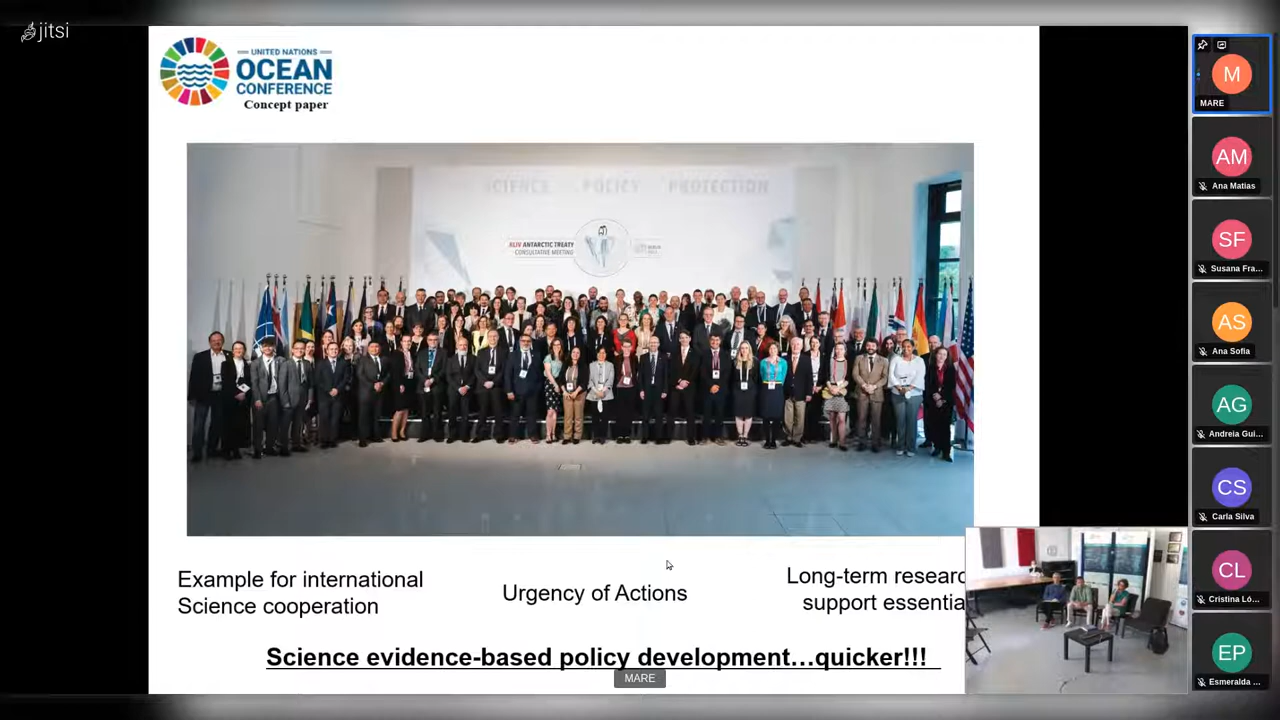 jitsi
UNITED NATIONS
OCEAN
CONFERENCE
Concept paper
SCIENCE POLICY PROTECTION
XLIV ANTARCTIC TREATY
CONSULTATIVE MEETING
BERLIN
Example for international
Science cooperation
Urgency of Actions
Long-term researc
support essentia
Science evidence-based policy development…quicker!!!
MARE
M
MARE
AM
Ana Matias
SF
Susana Fra...
AS
Ana Sofia
AG
Andreia Gui...
CS
Carla Silva
CL
Cristina Ló...
EP
Esmeralda ...